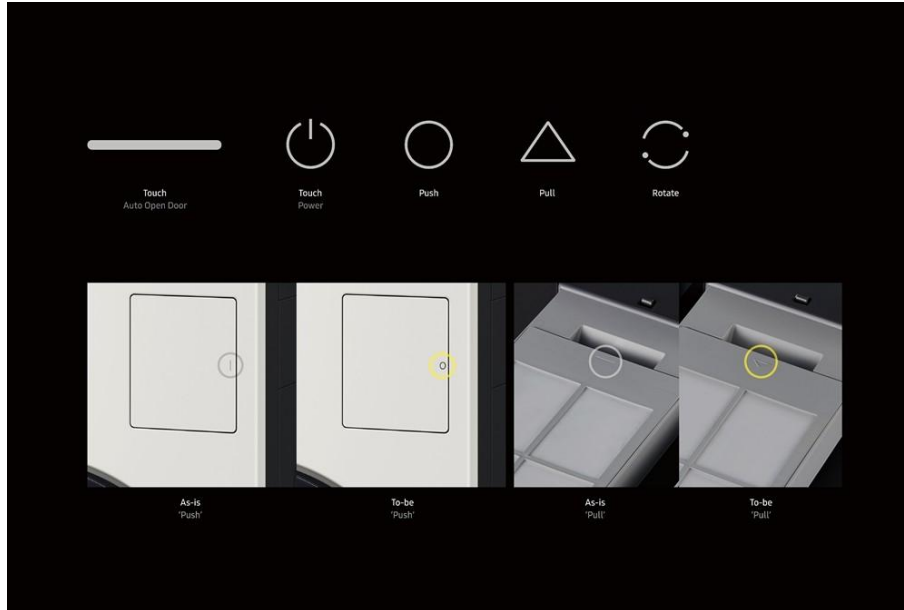 Touch
Auto Open Door
Touch
Power
Push
Pull
Rotate
As-is
'Push'
To-be
'Push'
As-is
'Pull'
To-be
'Pull'